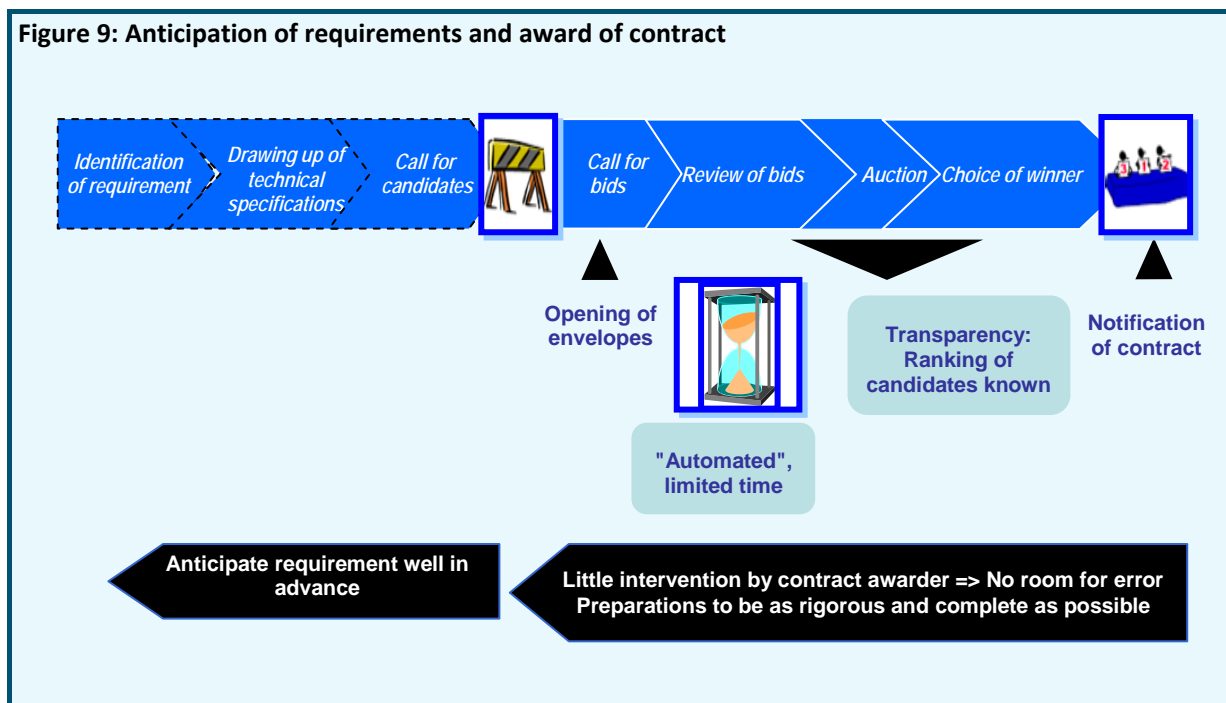 Figure 9: Anticipation of requirements and award of contract
Identification
of requirement
Drawing up of
technical
specifications
Call for
candidates
Call for
bids
Review of bids
Auction
Choice of winner
3 1 2
Opening of
envelopes
"Automated",
limited time
Transparency:
Ranking of
candidates known
Notification
of contract
Anticipate requirement well in
advance
Little intervention by contract awarder => No room for error
Preparations to be as rigorous and complete as possible